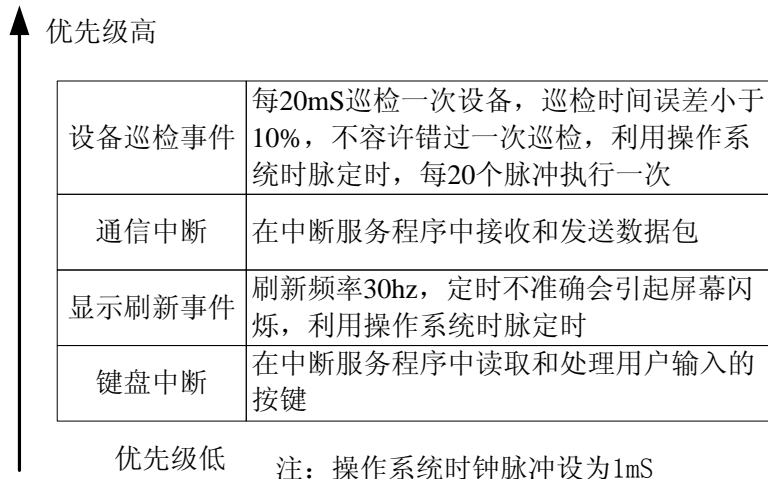 优先级高
设备巡检事件
每20mS巡检一次设备，巡检时间误差小于
10%，不容许错过一次巡检，利用操作系
统时脉定时，每20个脉冲执行一次
通信中断
在中断服务程序中接收和发送数据包
显示刷新事件
刷新频率30hz，定时不准确会引起屏幕闪
烁，利用操作系统时脉定时
键盘中断
在中断服务程序中读取和处理用户输入的
按键
优先级低
注：操作系统时钟脉冲设为1mS